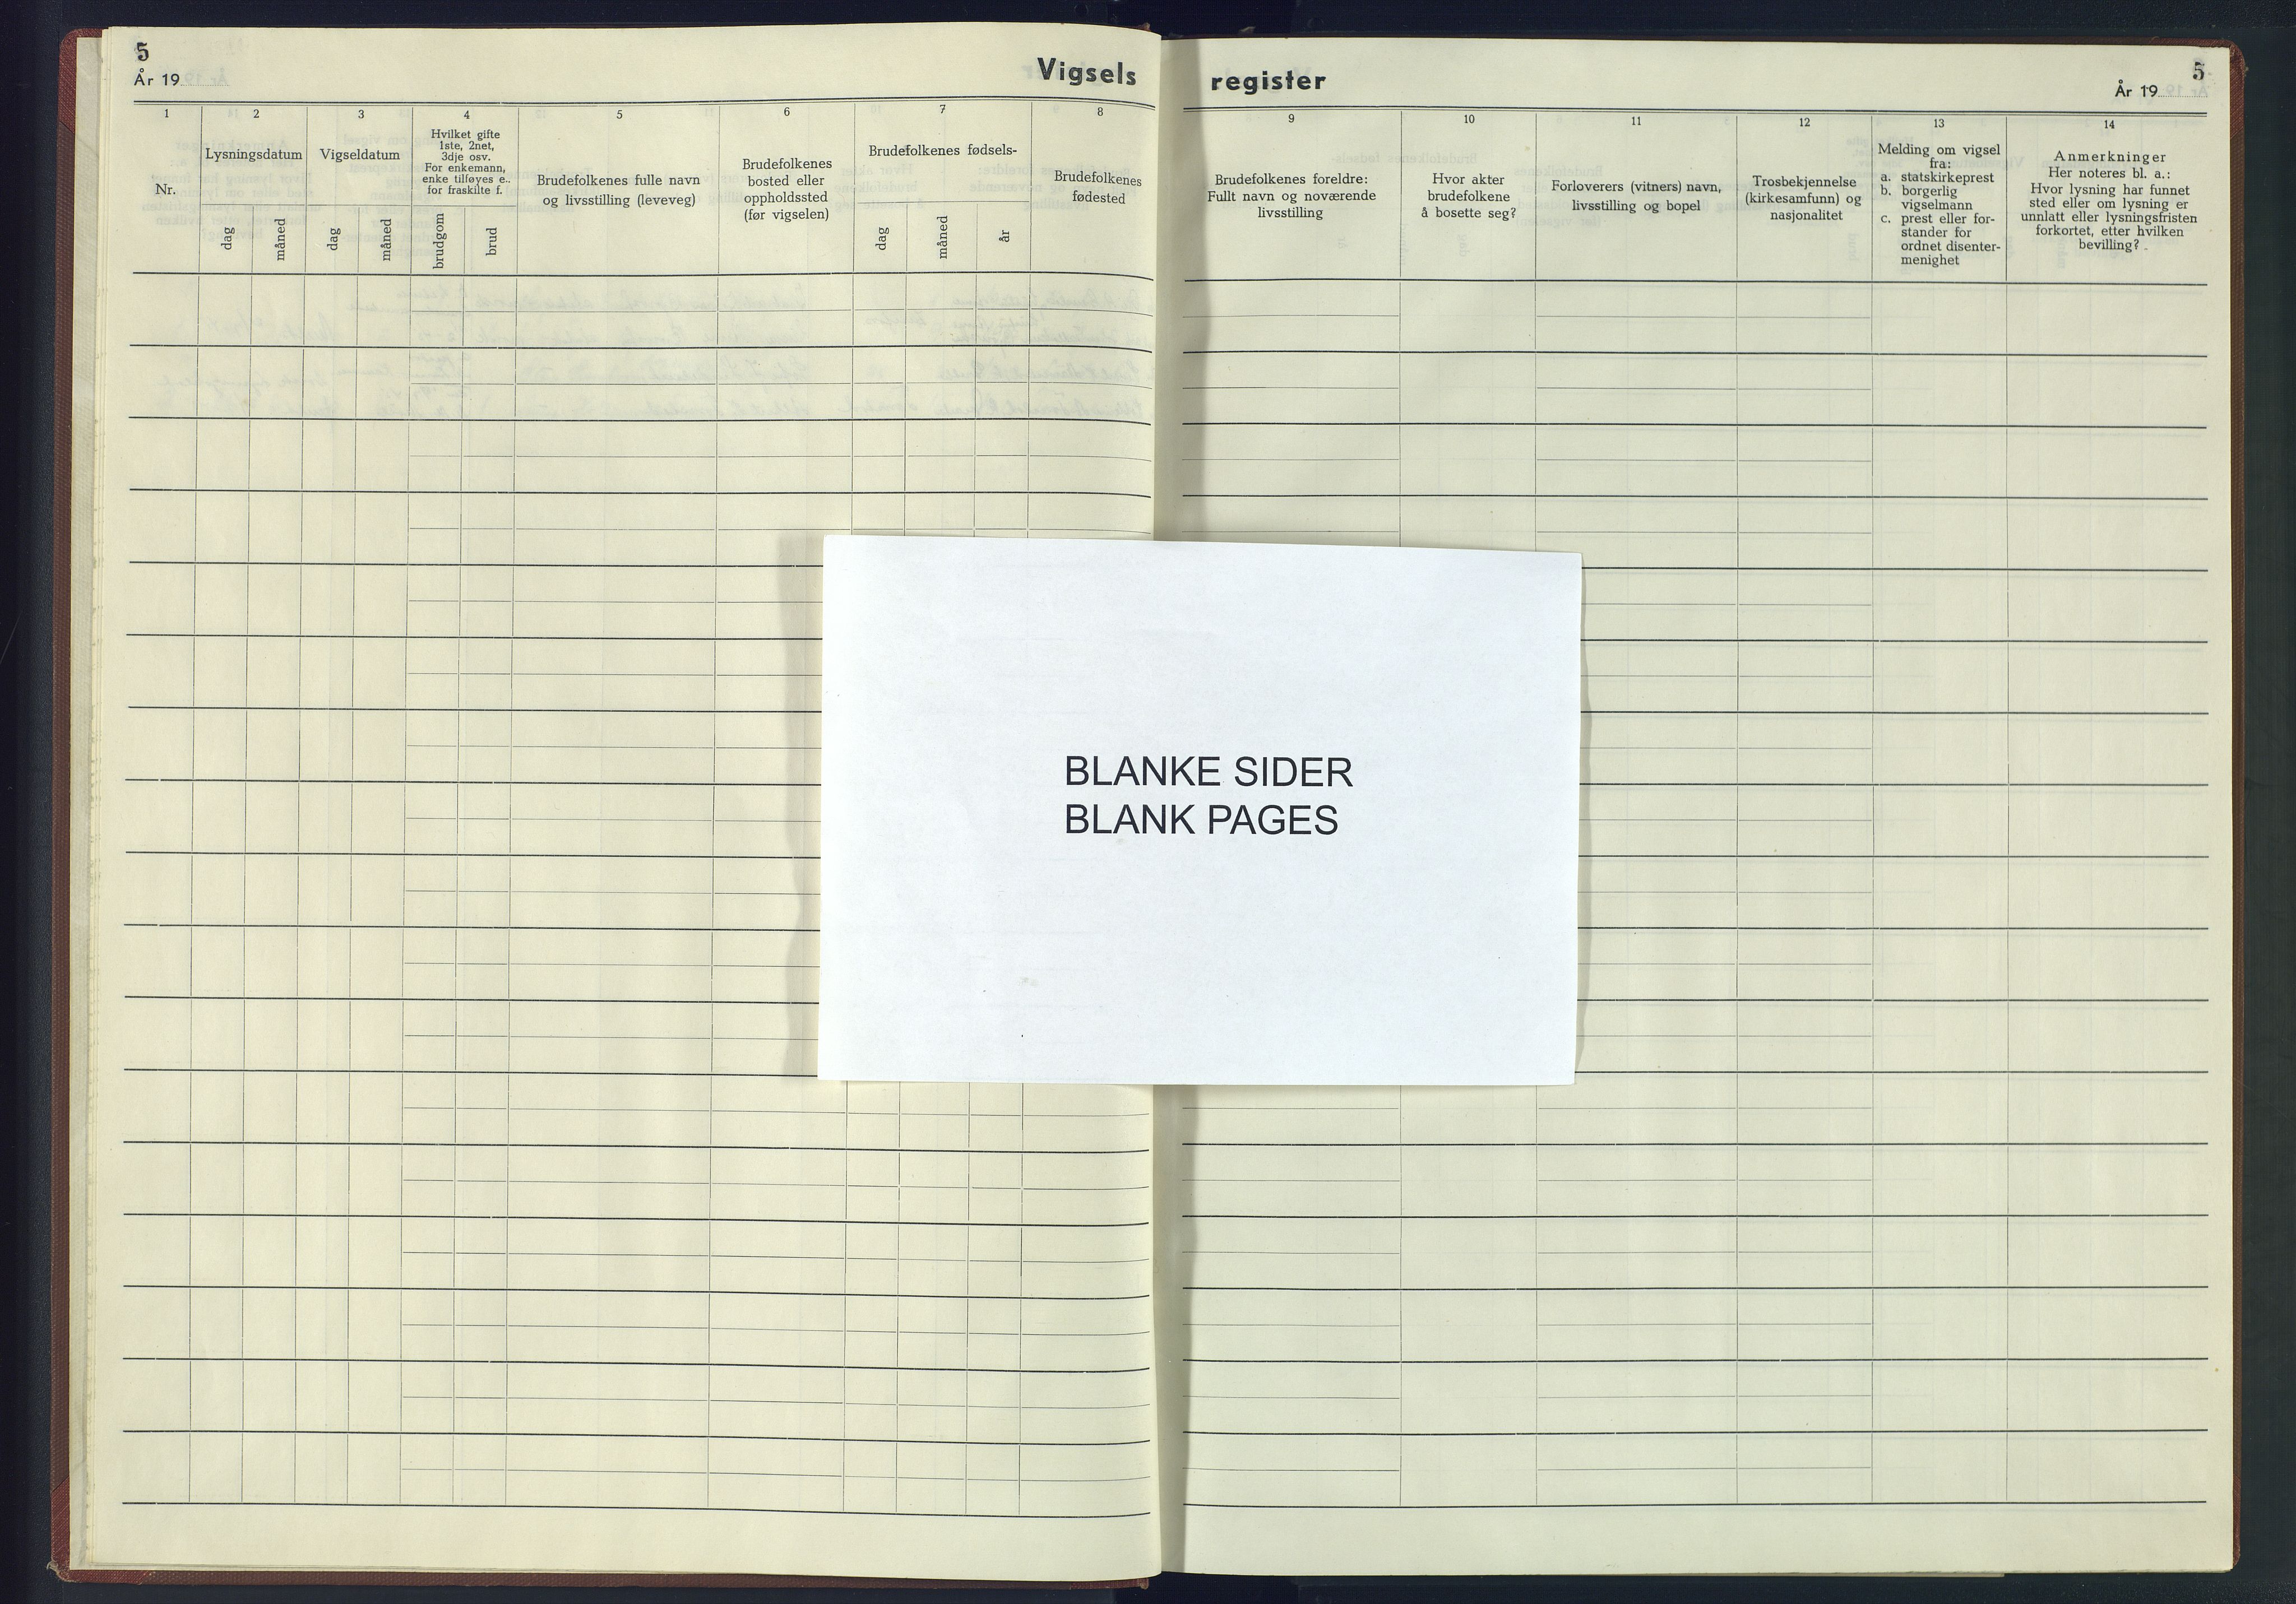 5
År 19
Vigsels
1
2
3
4
5
6
7
8
Nr.
Lysningsdatum
dag
måned
Vigseldatum
dag
måned
Hvilket gifte
1ste, 2net,
3dje osv.
For enkemann,
enke tilføyes e..
for fraskilte f.
brudgom
brud
Brudefolkenes fulle navn
og livsstilling (leveveg)
Brudefolkenes
bosted eller
oppholdssted
(før vigselen)
Brudefolkenes fødsels-
dag
måned
år
Brudefolkenes
fødested
register
5
År 19
9
10
11
12
13
14
Brudefolkenes foreldre:
Fullt navn og noværende
livsstilling
Hvor akter
brudefolkene
å bosette seg?
Forloverers (vitners) navn,
livsstilling og bopel
Trosbekjennelse
(kirkesamfunn) og
nasjonalitet
Melding om vigsel
fra:
a. statskirkeprest
b. borgerlig
vigselmann
c. prest eller for-
stander for
ordnet disenter-
menighet
Anmerkninger
Her noteres bl. a.:
Hvor lysning har funnet
sted eller om lysning er
unnlatt eller lysningsfristen
forkortet, etter hvilken
bevilling?
BLANKE SIDER
BLANK PAGES